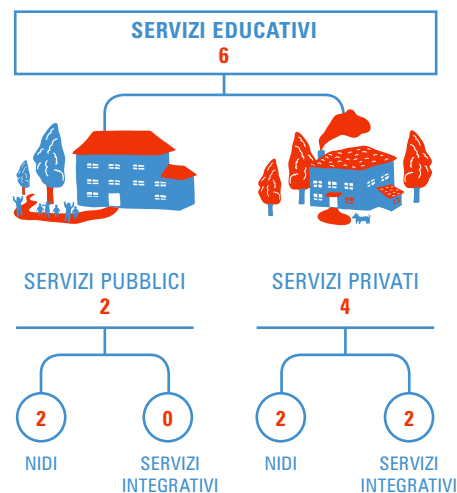 SERVIZI EDUCATIVI
6
SERVIZI PUBBLICI
2
SERVIZI PRIVATI
4
2
0
2
2
NIDI
SERVIZI
INTEGRATIVI
NIDI
SERVIZI
INTEGRATIVI